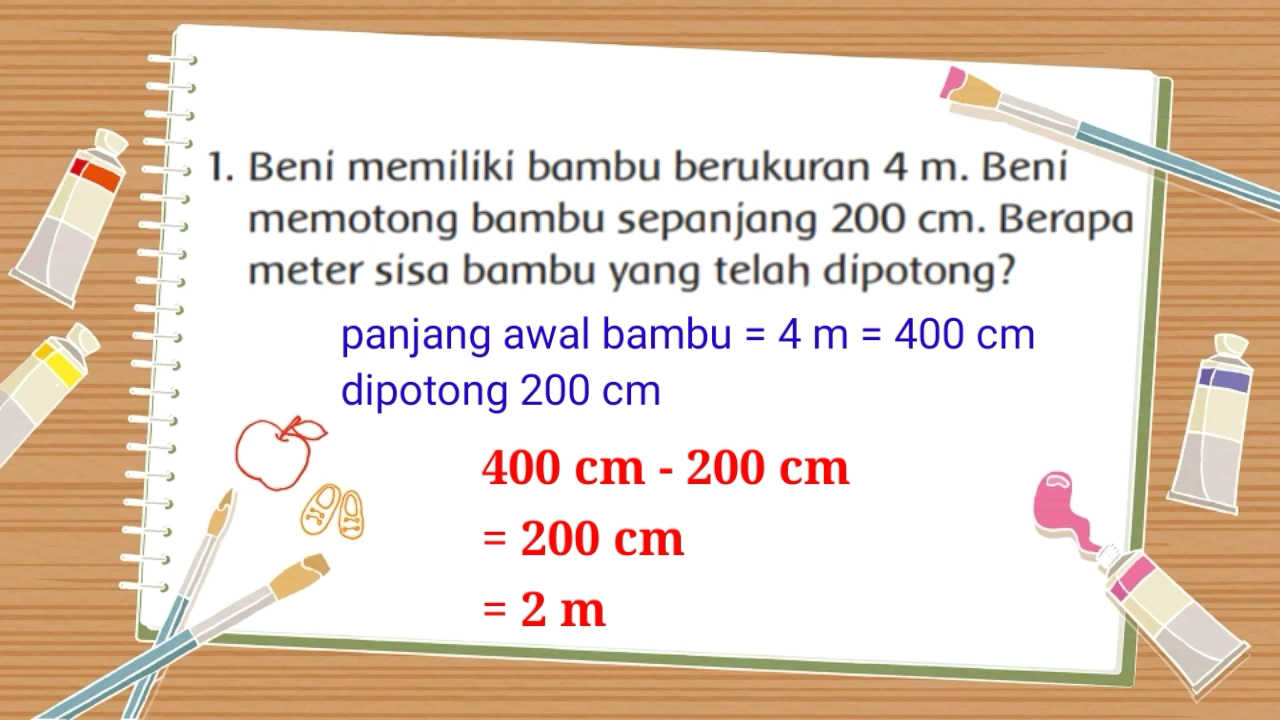 1. Beni memiliki bambu berukuran 4 m. Beni
memotong bambu sepanjang 200 cm. Berapa
meter sisa bambu yang telah dipotong?
panjang awal bambu = 4 m = 400 cm
dipotong 200 cm
400 cm - 200 cm
= 200 cm
= 2 m